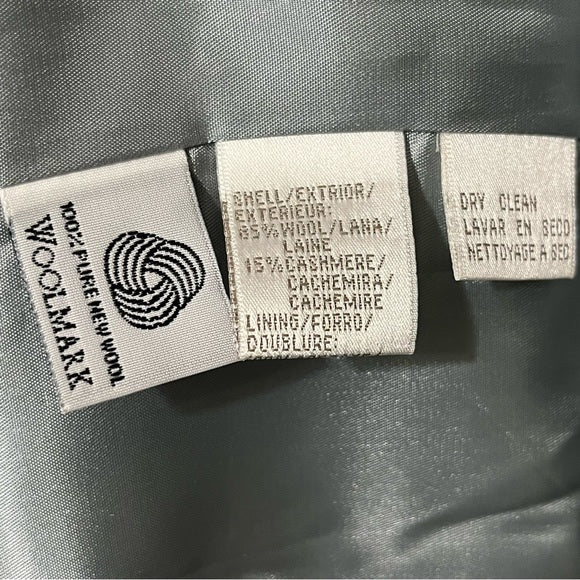 100% PURE NEW WOOL
WOOLMARK
SHELL/EXTRIOR/
EXTERIEUR:
85% WOOL/LANA/
LAINE
15% CASHMERE/
CACHEMIRA/
CACHEMIRE
LINING/FORRO/
DOUBLURE:
DRY CLEAN
LAVAR EN SECO
NETTOYAGE A SEC